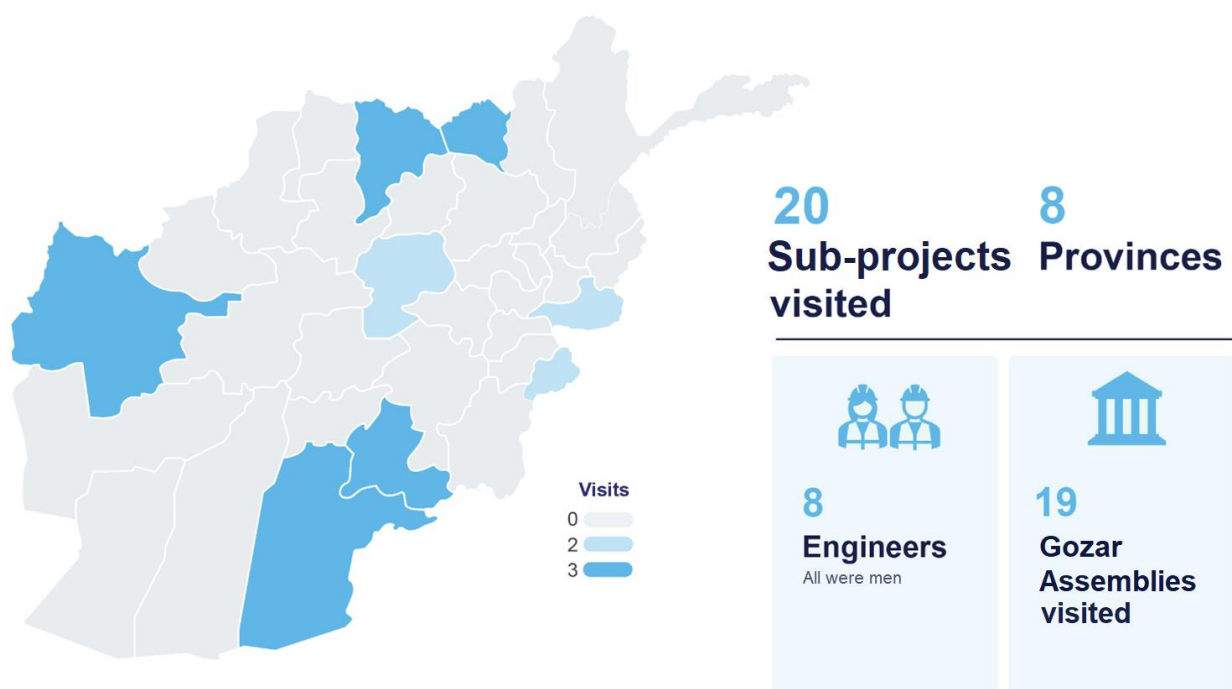 20
Sub-projects
visited
8
Provinces
Visits
0
2
3
8
Engineers
All were men
19
Gozar
Assemblies
visited